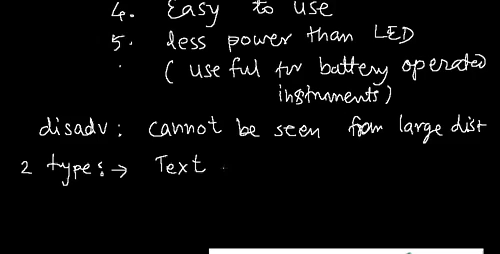 4. Easy to use
5. less power than LED
(useful for battery operated
instruments)
disadv: cannot be seen from large dist
2 type: → Text .